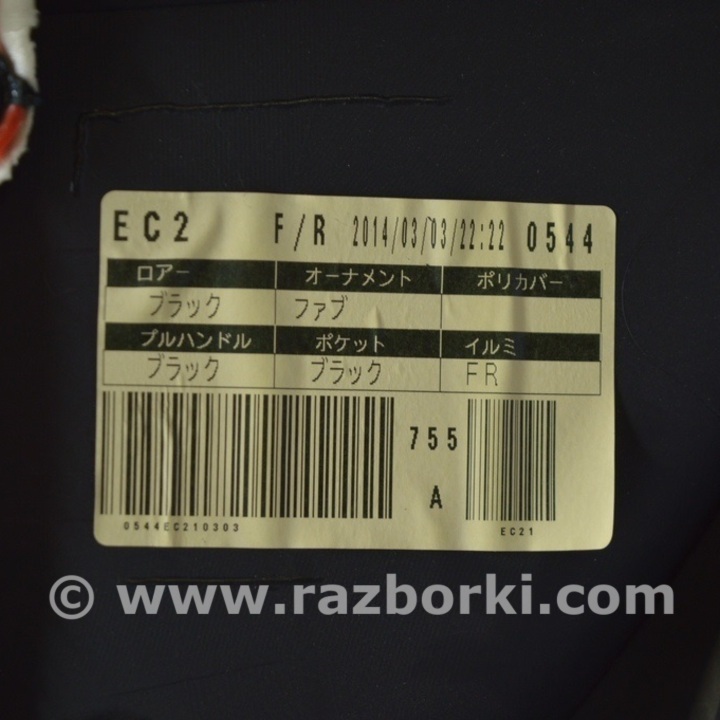 EC2 F/R 2014/03/03/22:22 0544
ロアー オーナメント ポリカバー
ブラック ファブ
プルハンドル ポケット イルミ
ブラック ブラック FR
755
A
0544EC210303 EC21
© www.razborki.com